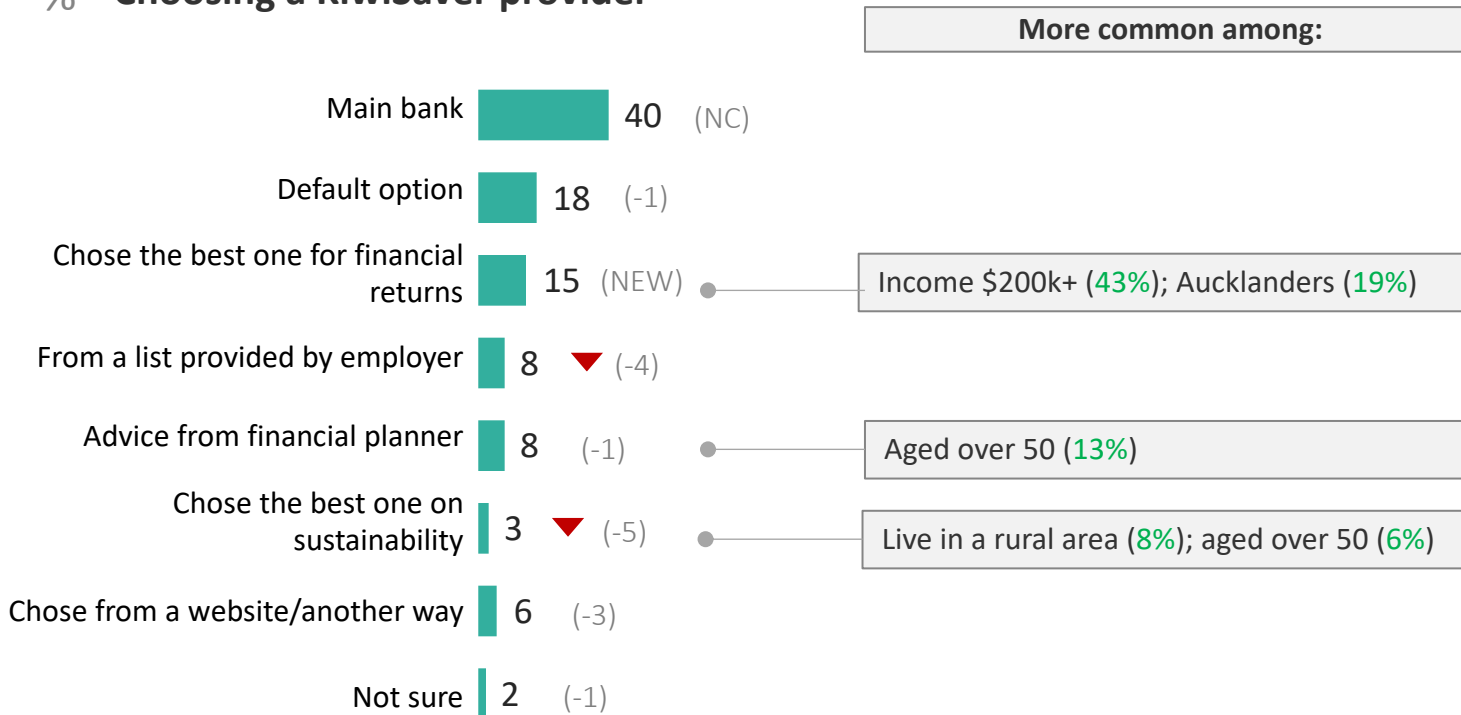 % Choosing a KiwiSaver provider
More common among:
Main bank 40 (NC)
Default option 18 (-1)
Chose the best one for financial
returns 15 (NEW) Income $200k+ (43%); Aucklanders (19%)
From a list provided by employer 8 (-4)
Advice from financial planner 8 (-1) Aged over 50 (13%)
Chose the best one on
sustainability 3 (-5) Live in a rural area (8%); aged over 50 (6%)
Chose from a website/another way 6 (-3)
Not sure 2 (-1)